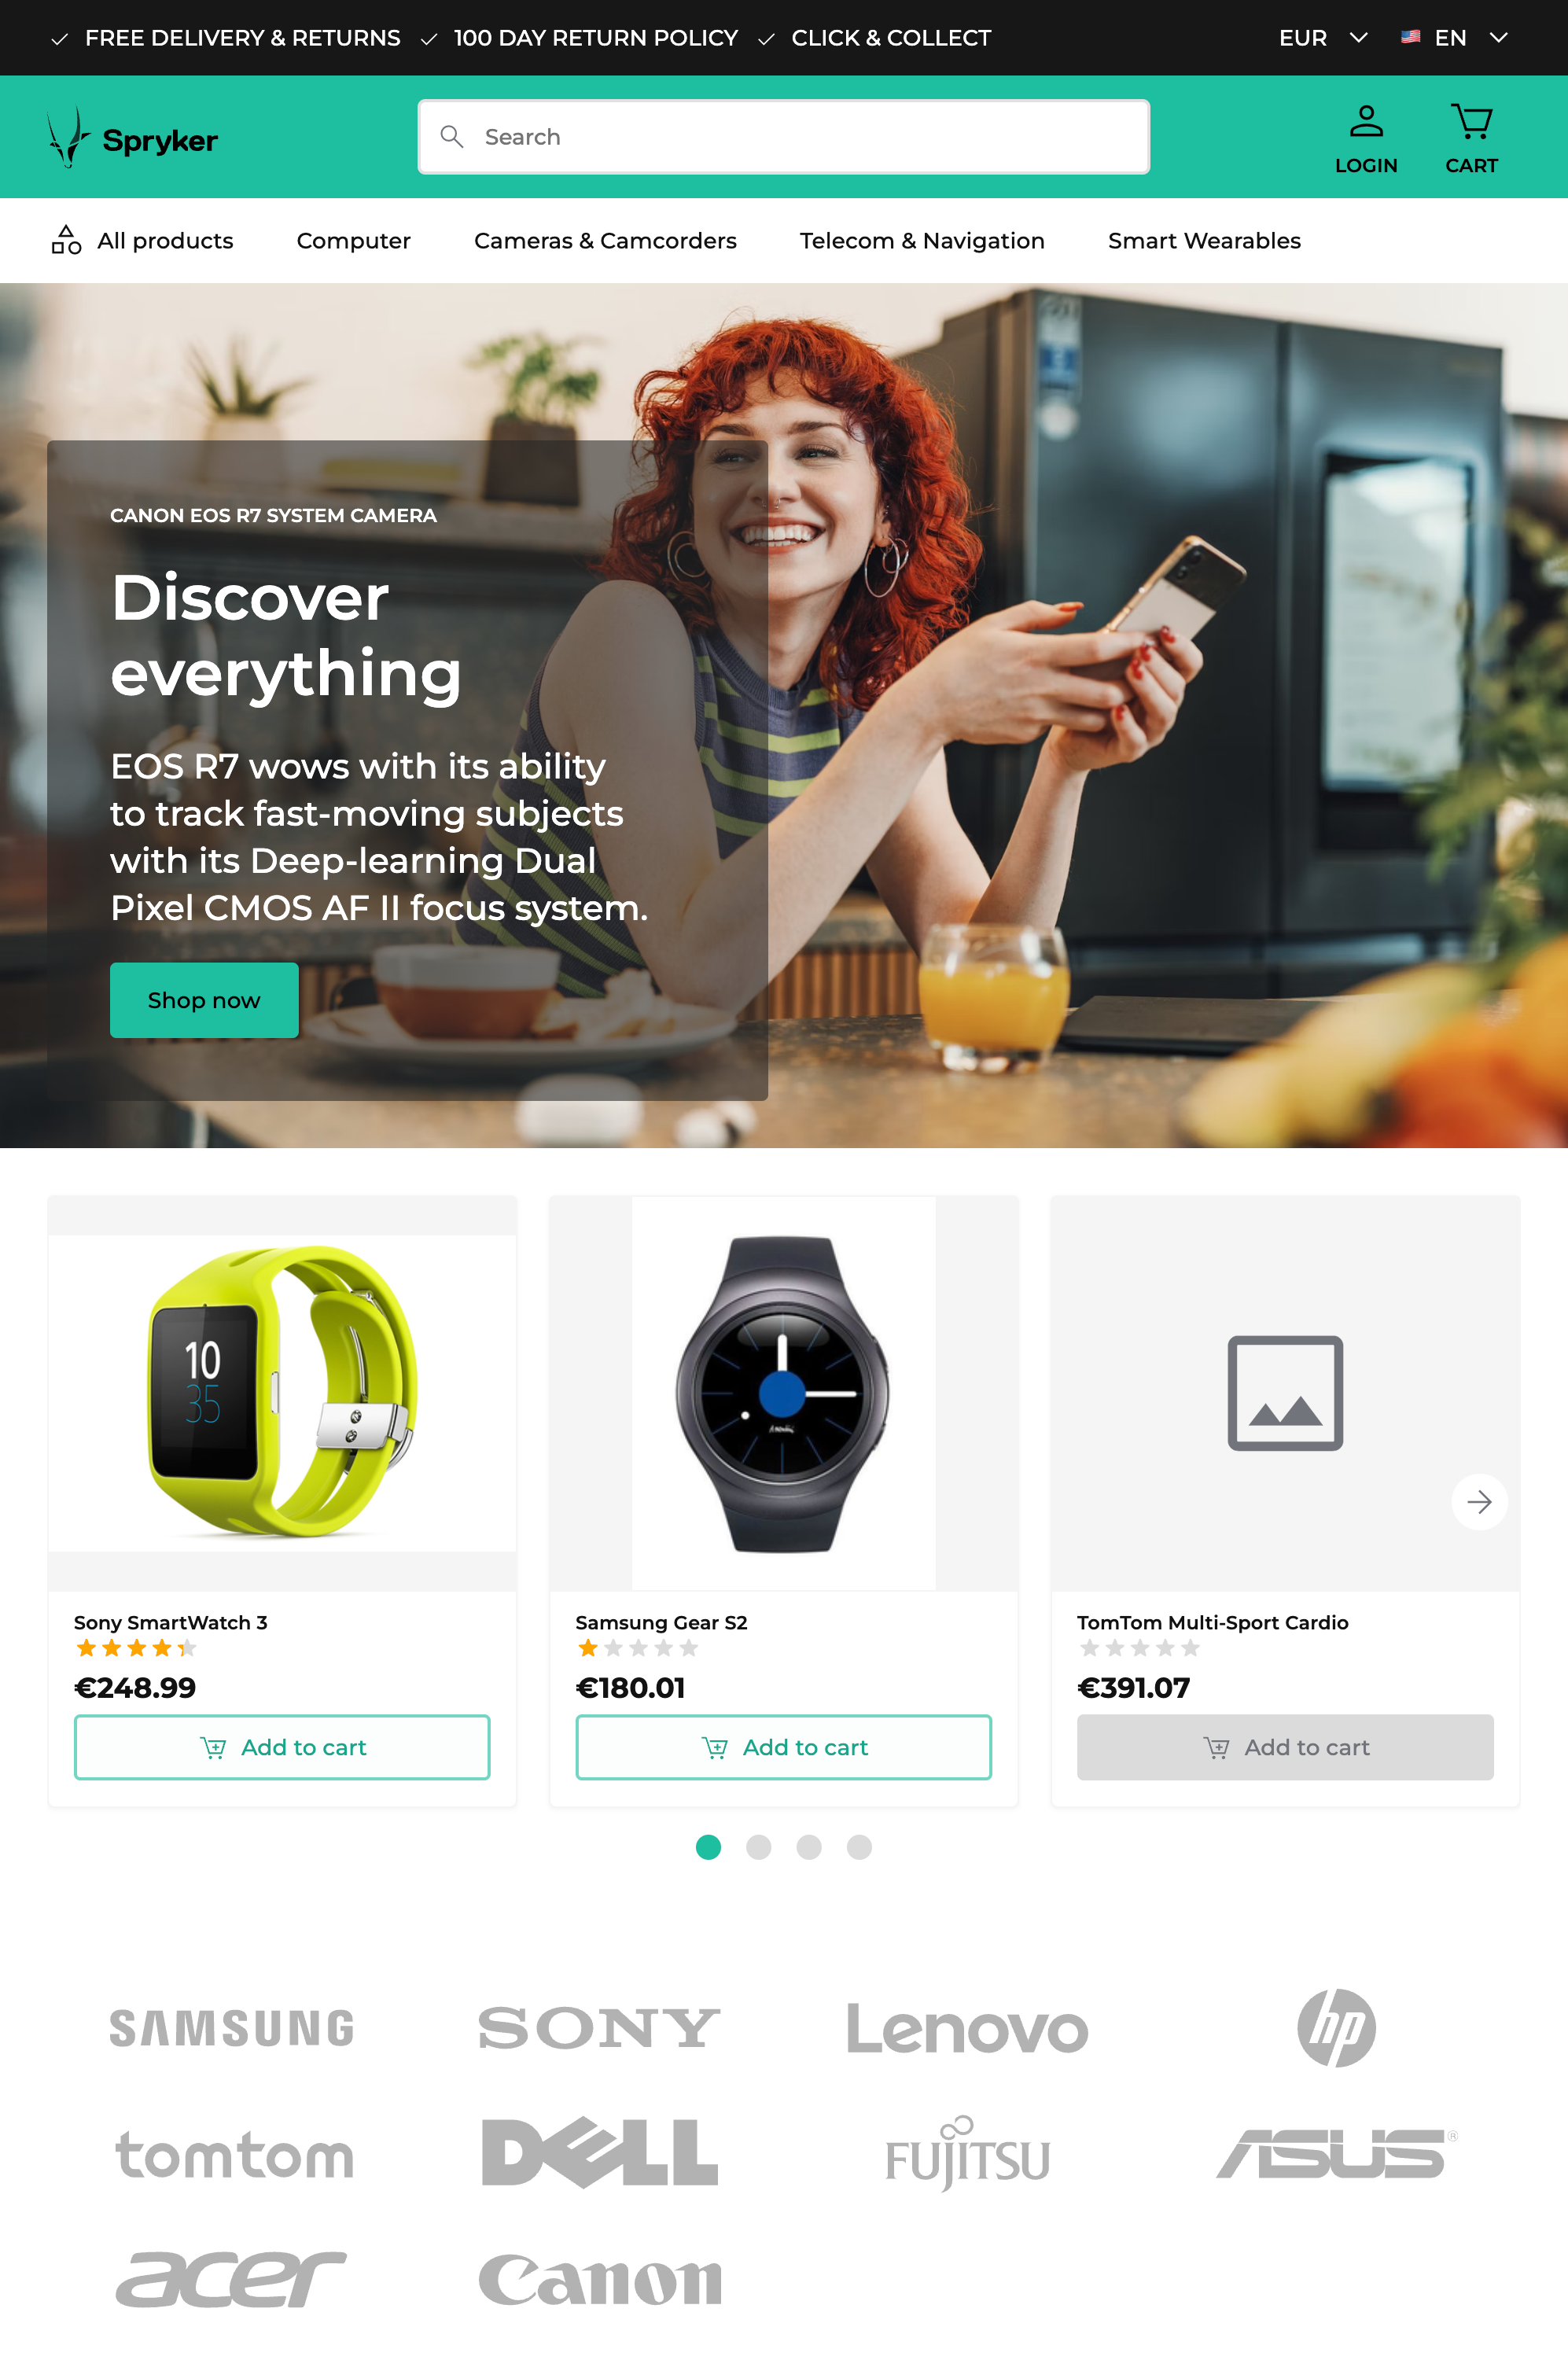 FREE DELIVERY & RETURNS 100 DAY RETURN POLICY CLICK & COLLECT EUR EN
Spryker
Search
LOGIN
CART
All products Computer Cameras & Camcorders Telecom & Navigation Smart Wearables
CANON EOS R7 SYSTEM CAMERA
Discover
everything
EOS R7 wows with its ability
to track fast-moving subjects
with its Deep-learning Dual
Pixel CMOS AF II focus system.
Shop now
10
35
Sony SmartWatch 3
€248.99
Add to cart
Samsung Gear S2
€180.01
Add to cart
TomTom Multi-Sport Cardio
€391.07
Add to cart
SAMSUNG SONY Lenovo hp
tomtom DELL FUJITSU ASUS®
acer Canon